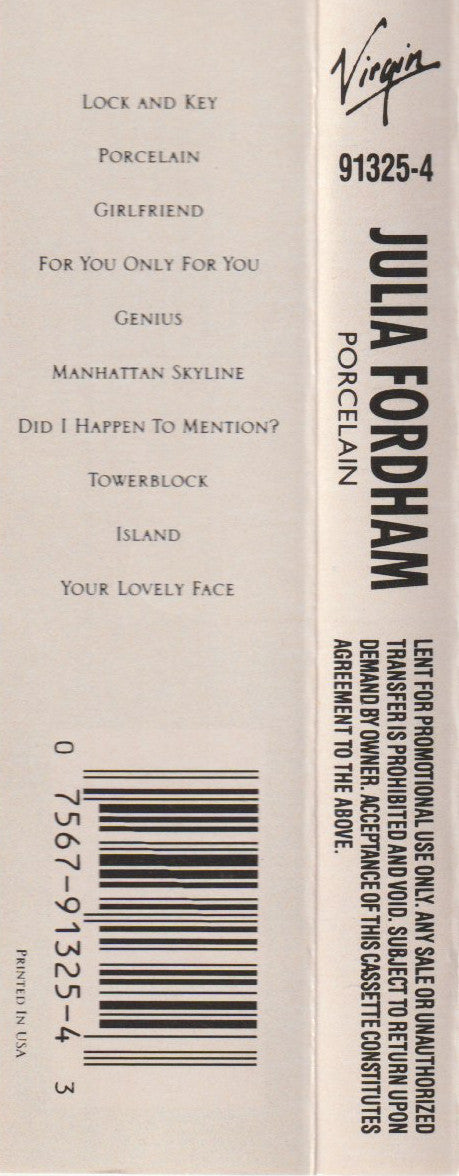 LOCK AND KEY
PORCELAIN
GIRLFRIEND
FOR YOU ONLY FOR YOU
GENIUS
MANHATTAN SKYLINE
DID I HAPPEN TO MENTION?
TOWERBLOCK
ISLAND
YOUR LOVELY FACE
0 7567-91325-4 3
PRINTED IN USA
Virgin
91325-4
JULIA FORDHAM
PORCELAIN
LENT FOR PROMOTIONAL USE ONLY. ANY SALE OR UNAUTHORIZED
TRANSFER IS PROHIBITED AND VOID. SUBJECT TO RETURN UPON
DEMAND BY OWNER. ACCEPTANCE OF THIS CASSETTE CONSTITUTES
AGREEMENT TO THE ABOVE.